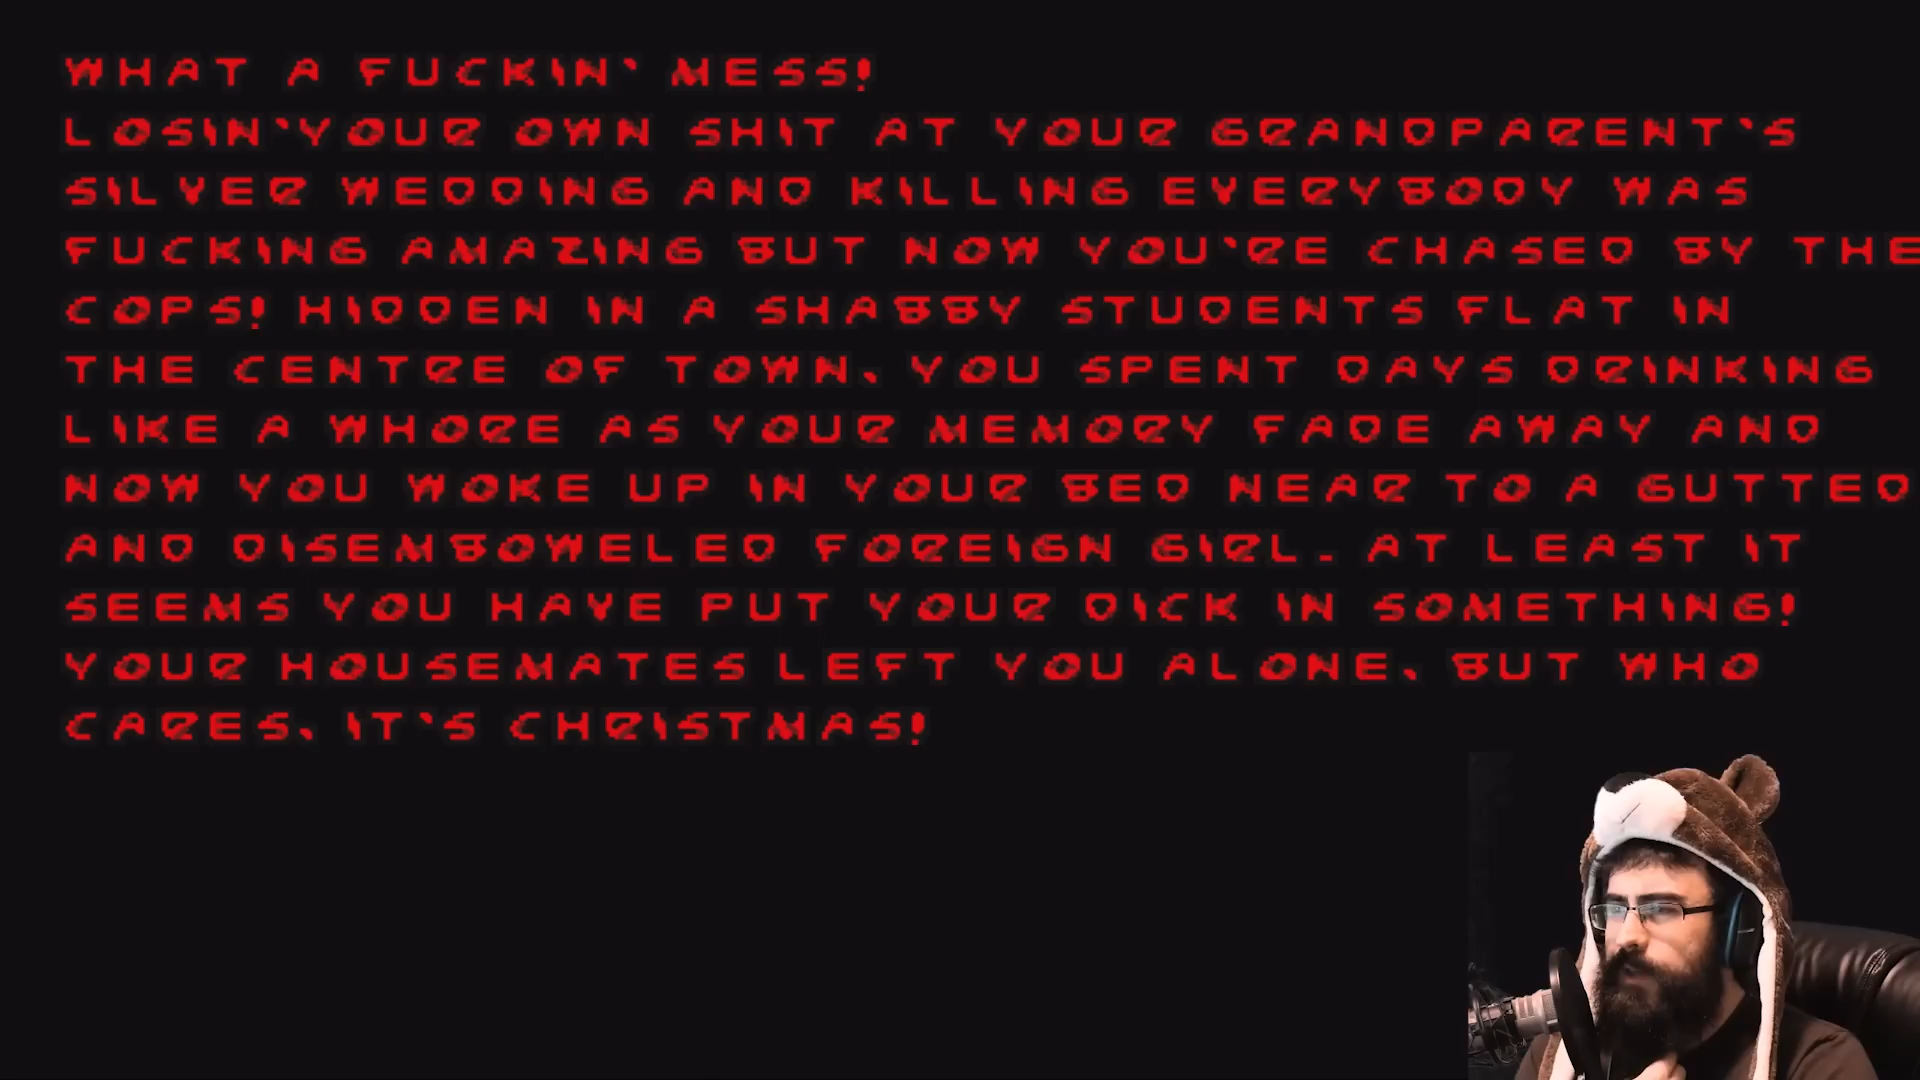 WHAT A FUCKIN' MESS!
LOSIN'YOUR OWN SHIT AT YOUR GRANDPARENT'S
SILVER WEDDING AND KILLING EVERYBODY WAS
FUCKING AMAZING BUT NOW YOU'RE CHASED BY THE
COPS! HIDDEN IN A SHABBY STUDENTS FLAT IN
THE CENTRE OF TOWN, YOU SPENT DAYS DRINKING
LIKE A WHORE AS YOUR MEMORY FADE AWAY AND
NOW YOU WOKE UP IN YOUR BED NEAR TO A GUTTED
AND DISEMBOWELED FOREIGN GIRL. AT LEAST IT
SEEMS YOU HAVE PUT YOUR DICK IN SOMETHING!
YOUR HOUSEMATES LEFT YOU ALONE, BUT WHO
CARES, IT'S CHRISTMAS!